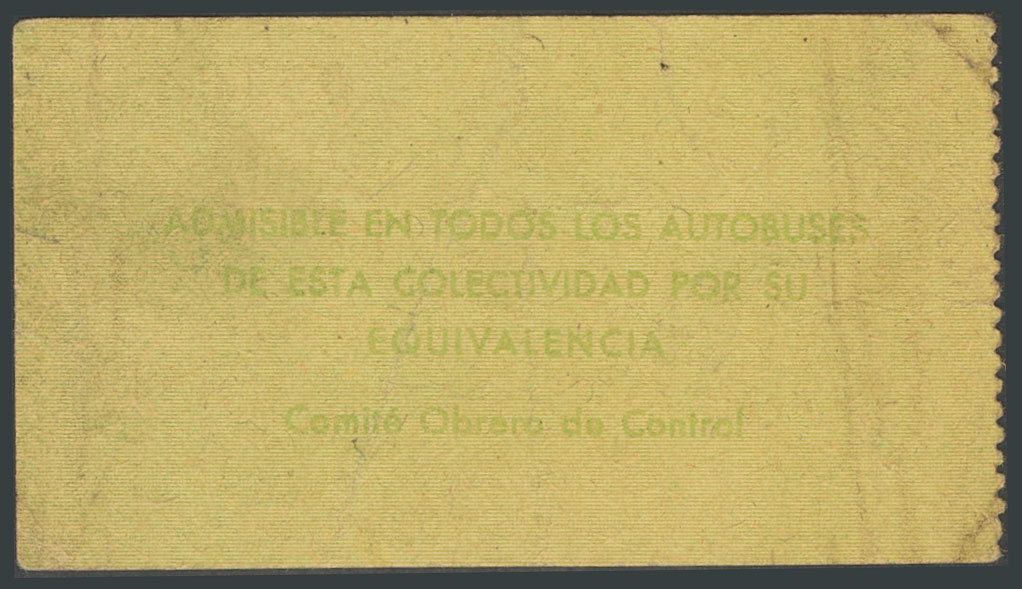 ADMISIBLE EN TODOS LOS AUTOBUSES
DE ESTA COLECTIVIDAD POR SU
EQUIVALENCIA
Comité Obrero de Control